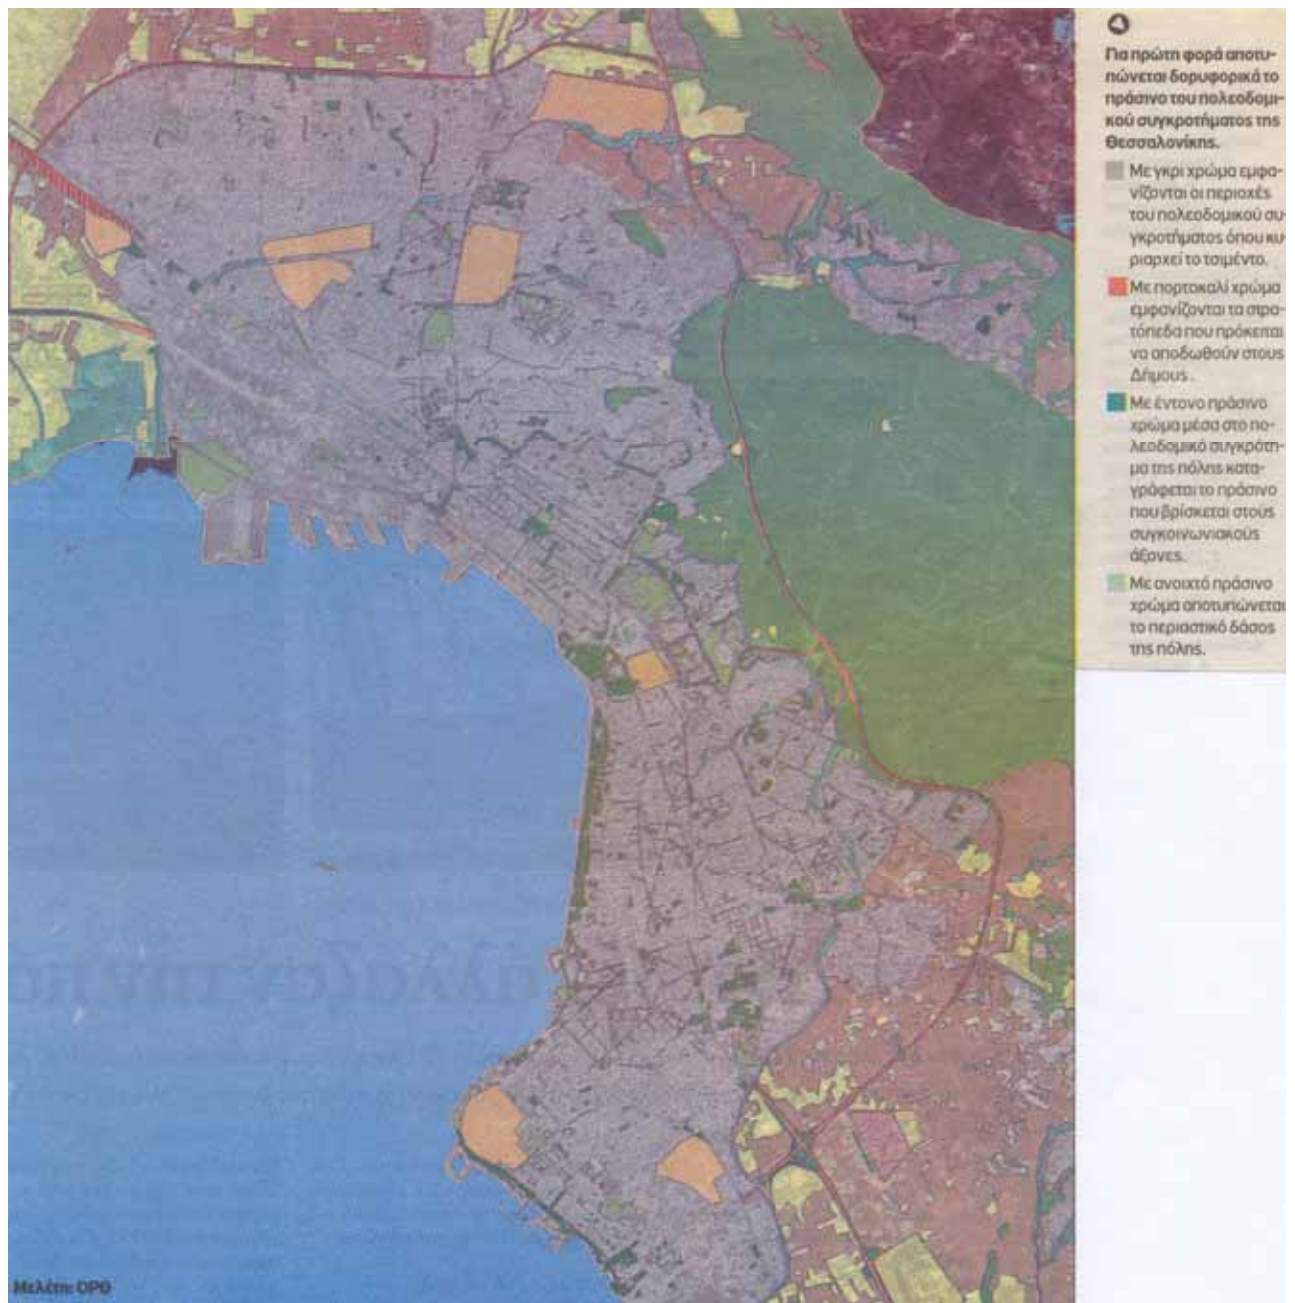 Για πρώτη φορά αποτυ-
πώνεται δορυφορικά το
πράσινο του πολεοδομι-
κού συγκροτήματος της
Θεσσαλονίκης.
Με γκρι χρώμα εμφα-
νίζονται οι περιοχές
του πολεοδομικού συ-
γκροτήματος όπου κυ-
ριαρχεί το τσιμέντο.
Με πορτοκαλί χρώμα
εμφανίζονται τα στρα-
τόπεδα που πρόκειται
να αποδωθούν στους
Δήμους.
Με έντονο πράσινο
χρώμα μέσα στο πο-
λεοδομικό συγκρότη-
μα της πόλης κατα-
γράφεται το πράσινο
που βρίσκεται στους
συγκοινωνιακούς
άξονες.
Με ανοιχτό πράσινο
χρώμα αποτυπώνεται
το περιαστικό δάσος
της πόλης.
Μελέτη: ΟΡΘ